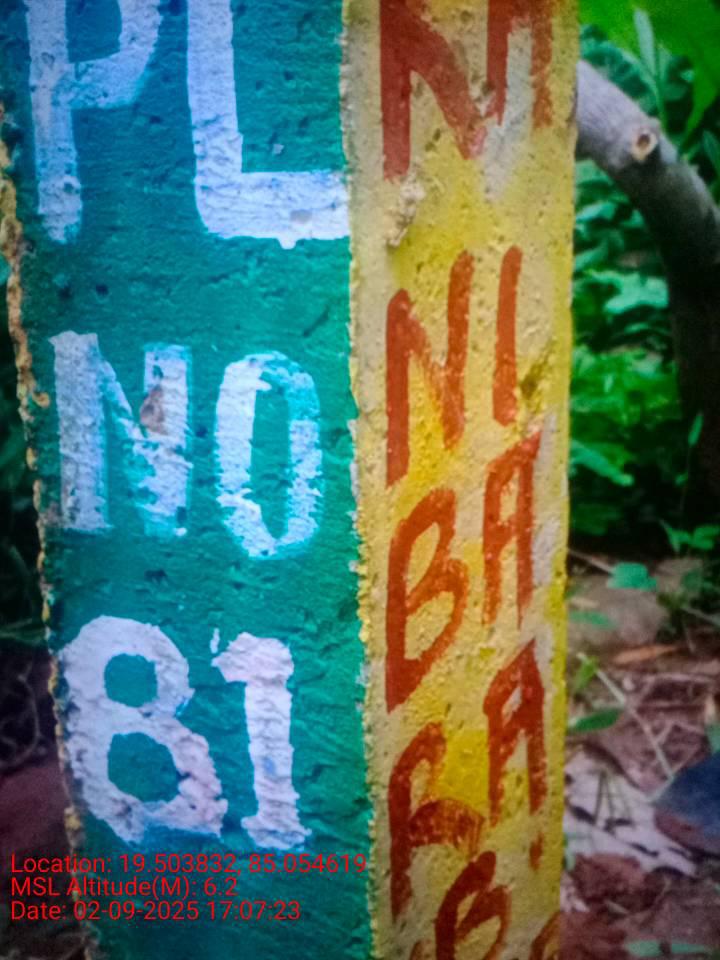 PL
NO
81
NI
BA
Location: 19.503832, 85.054619
MSL Altitude(M): 6.2
Date: 02-09-2025 17:07:23